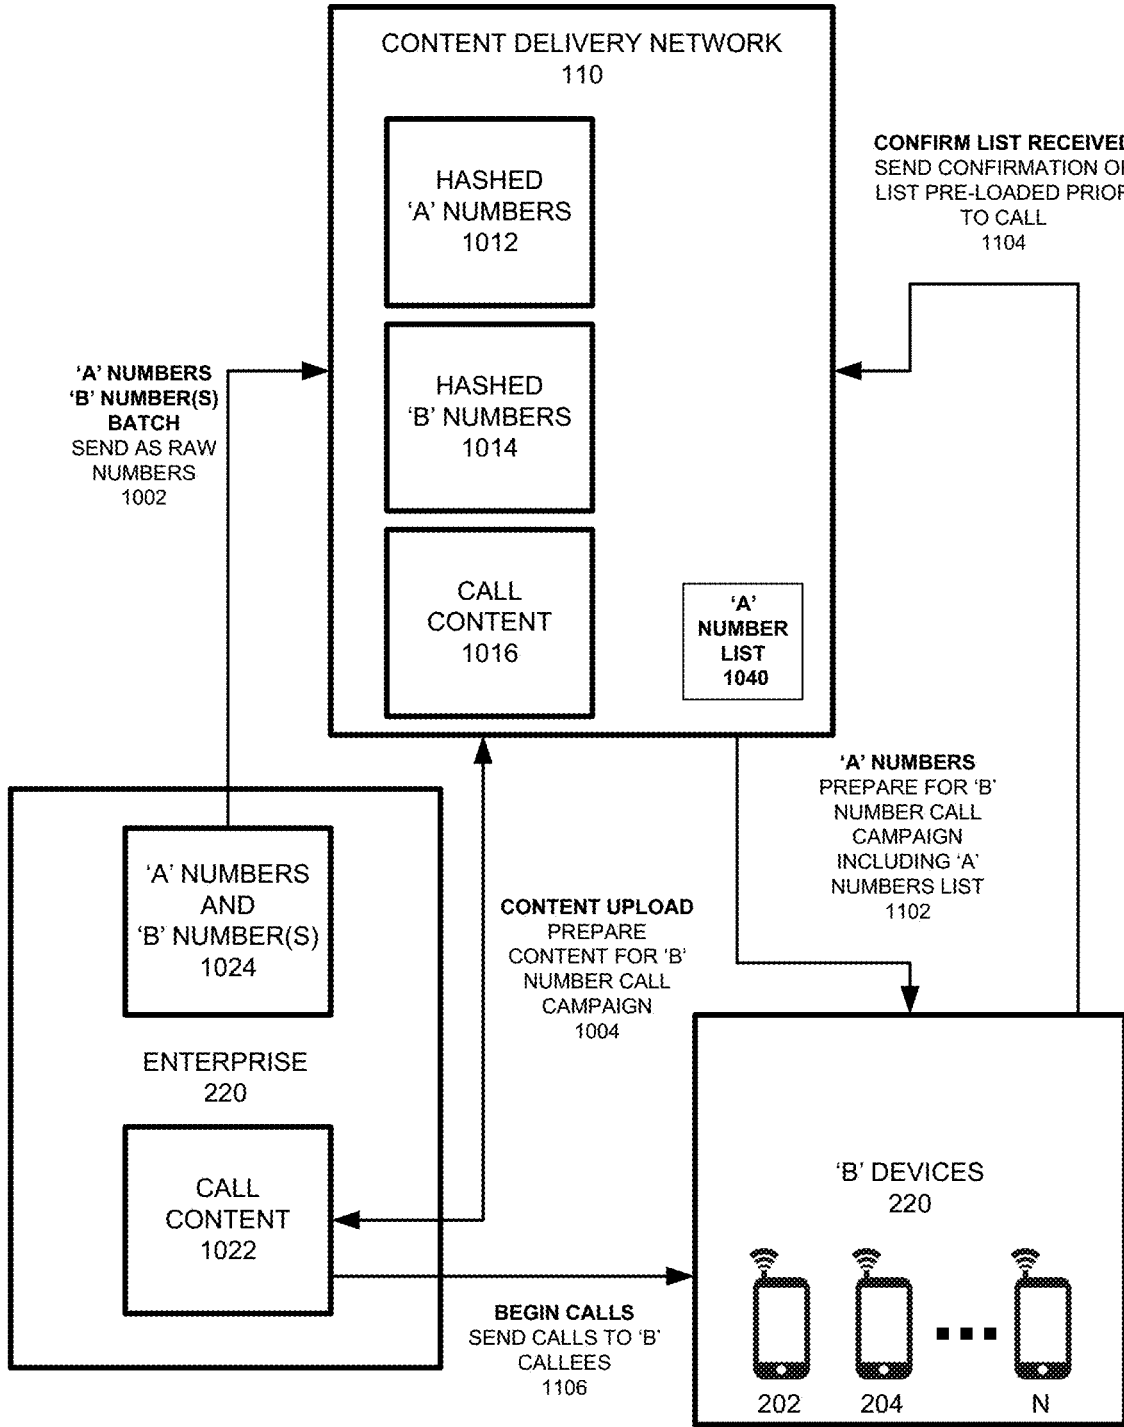 CONTENT DELIVERY NETWORK
110
HASHED
‘A’ NUMBERS
1012
HASHED
‘B’ NUMBERS
1014
CALL
CONTENT
1016
‘A’
NUMBER
LIST
1040
CONFIRM LIST RECEIVED
SEND CONFIRMATION OF
LIST PRE-LOADED PRIOR
TO CALL
1104
‘A’ NUMBERS
‘B’ NUMBER(S)
BATCH
SEND AS RAW
NUMBERS
1002
‘A’ NUMBERS
PREPARE FOR ‘B’
NUMBER CALL
CAMPAIGN
INCLUDING ‘A’
NUMBERS LIST
1102
‘A’ NUMBERS
AND
‘B’ NUMBER(S)
1024
ENTERPRISE
220
CALL
CONTENT
1022
CONTENT UPLOAD
PREPARE
CONTENT FOR ‘B’
NUMBER CALL
CAMPAIGN
1004
BEGIN CALLS
SEND CALLS TO ‘B’
CALLEES
1106
‘B’ DEVICES
220
202
204
N